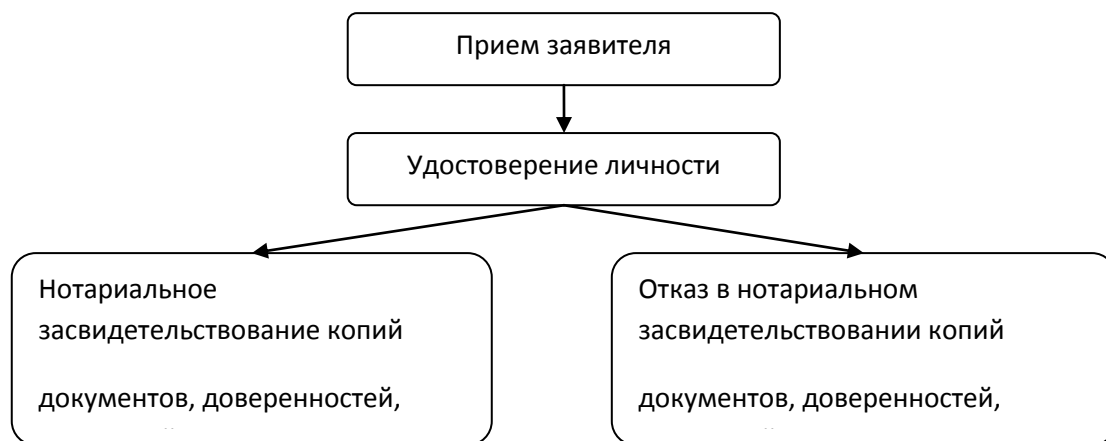 Прием заявителя
Удостоверение личности
Нотариальное
засвидетельствование копий
документов, доверенностей,
Отказ в нотариальном
засвидетельствовании копий
документов, доверенностей,